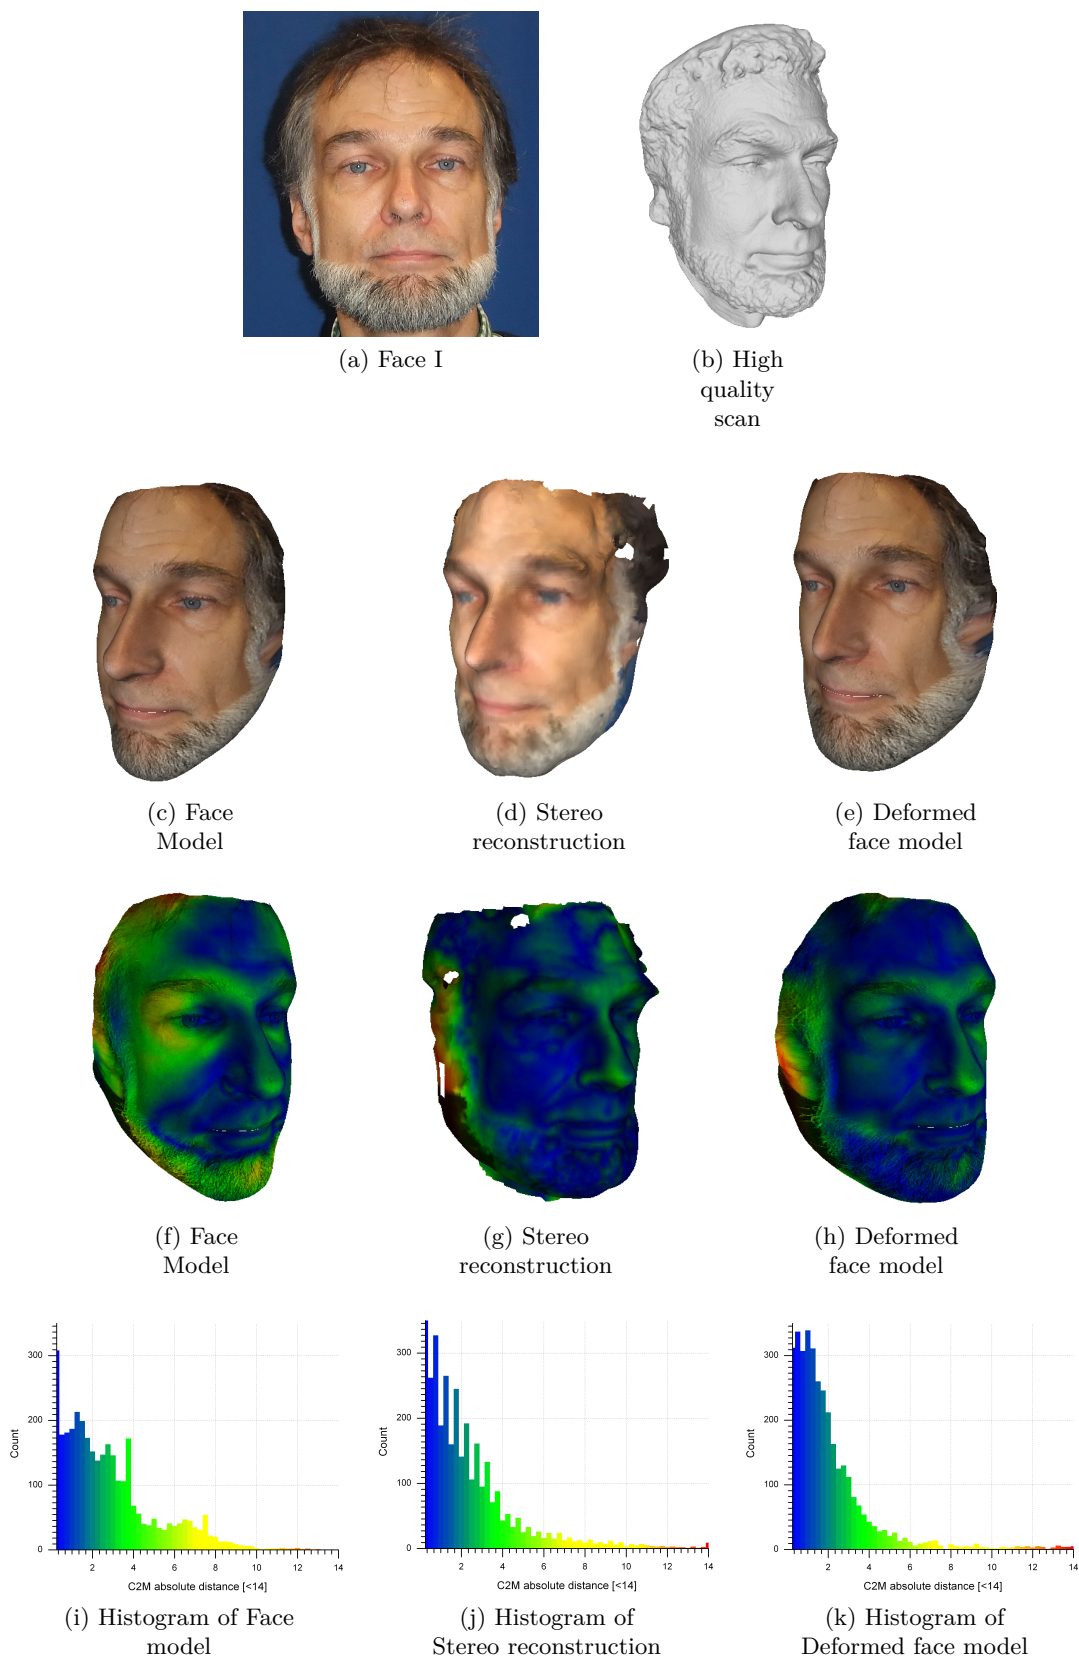 (a) Face I
(b) High
quality
scan
(c) Face
Model
(d) Stereo
reconstruction
(e) Deformed
face model
(f) Face
Model
(g) Stereo
reconstruction
(h) Deformed
face model
300
200
100
0
Count
2 4 6 8 10 12 14
C2M absolute distance [<14]
(i) Histogram of Face
model
300
200
100
0
Count
2 4 6 8 10 12 14
C2M absolute distance [<14]
(j) Histogram of
Stereo reconstruction
300
200
100
0
Count
2 4 6 8 10 12 14
C2M absolute distance [<14]
(k) Histogram of
Deformed face model